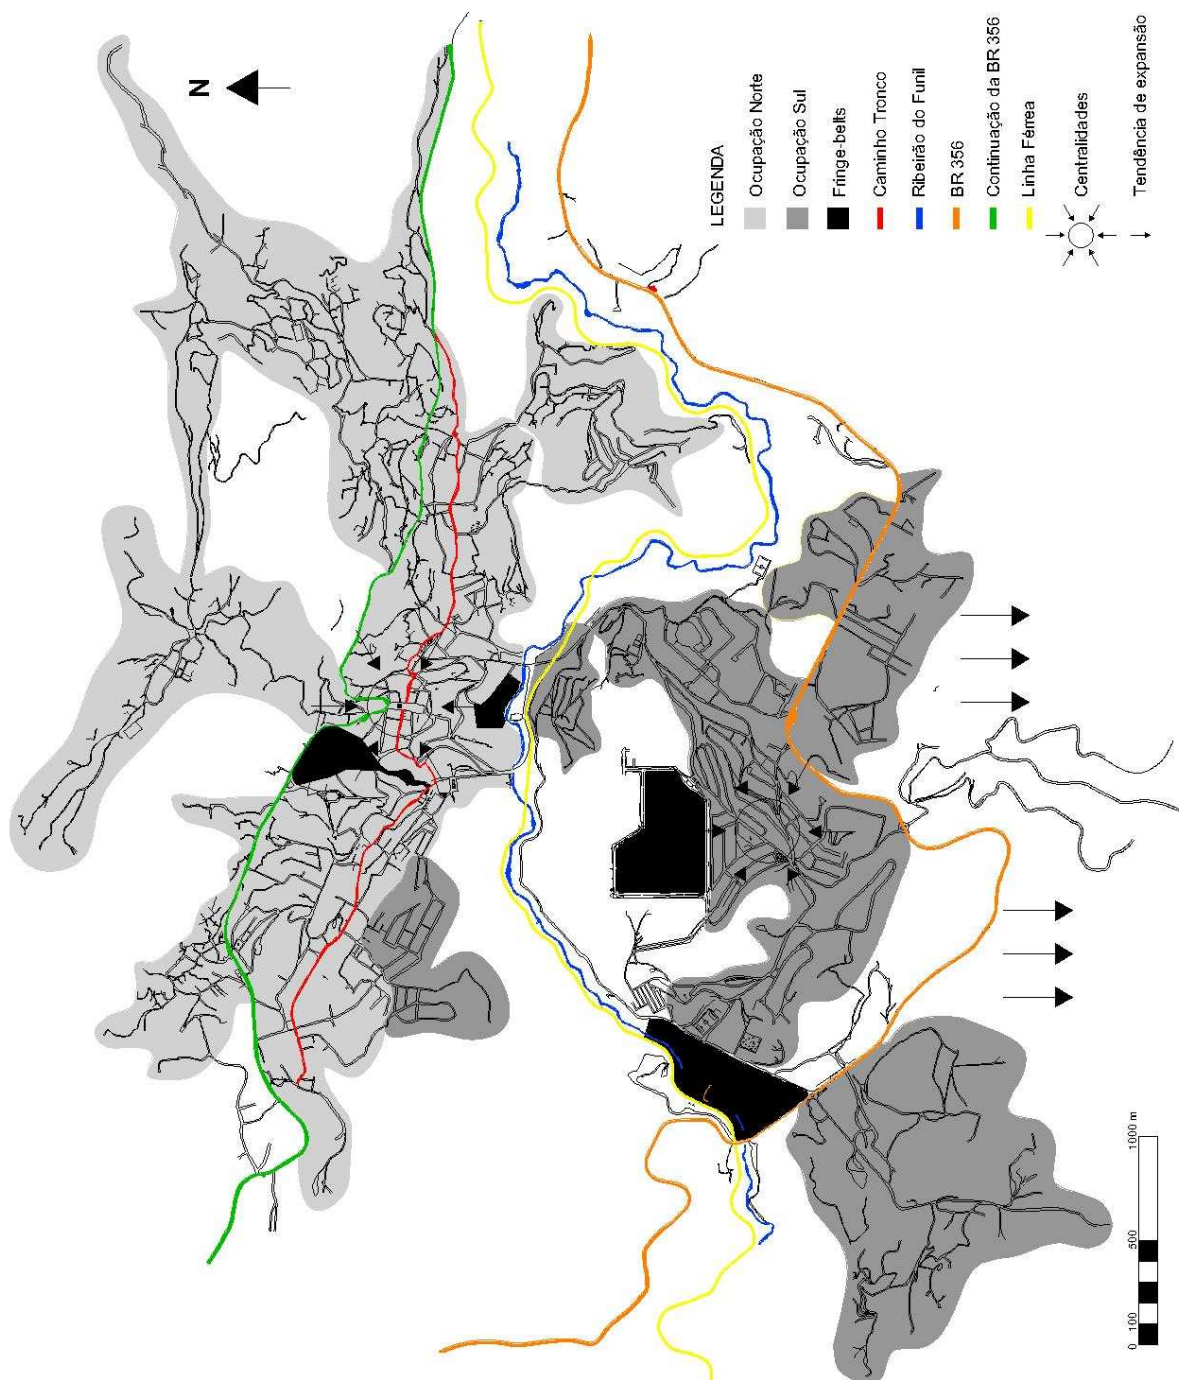 N
LEGENDA
Ocupação Norte
Ocupação Sul
Fringe-belts
Caminho Tronco
Ribeirão do Funil
BR 356
Continuação da BR 356
Linha Férrea
Centralidades
Tendência de expansão
0 100 500 1000 m